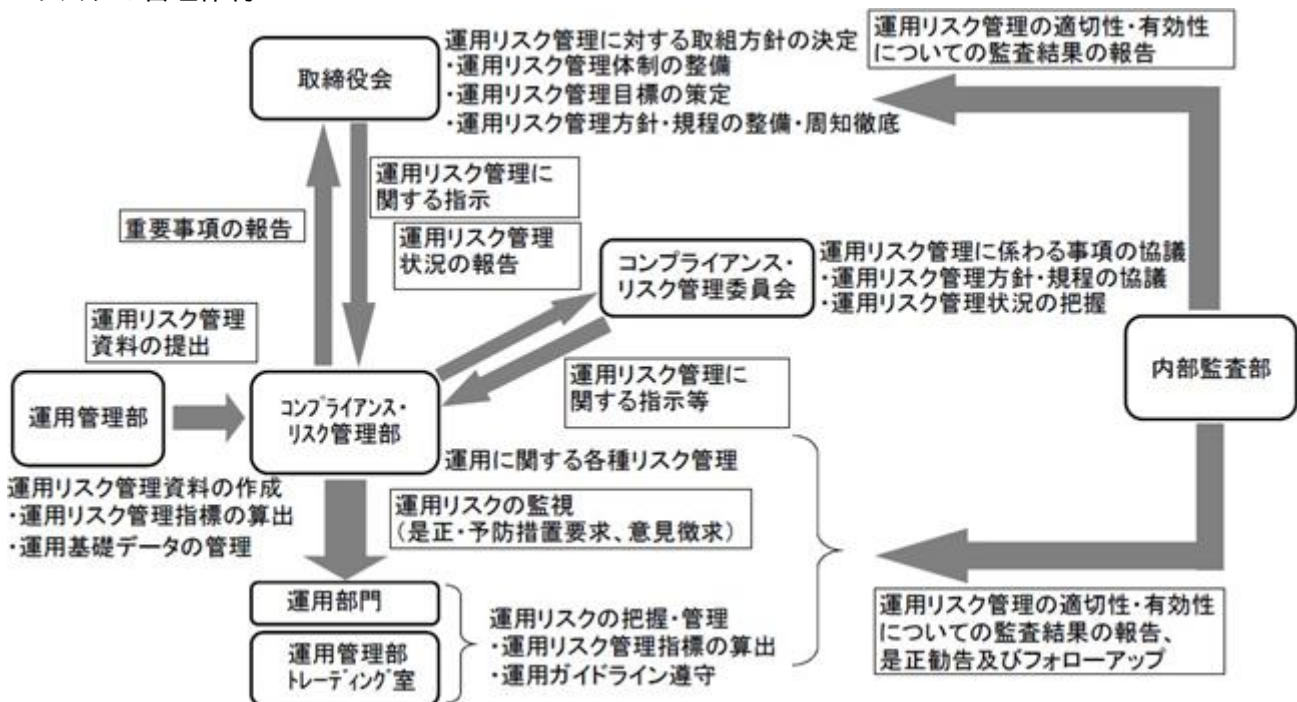 取締役会
運用リスク管理に対する取組方針の決定
・運用リスク管理体制の整備
・運用リスク管理目標の策定
・運用リスク管理方針・規程の整備・周知徹底
運用リスク管理の適切性・有効性
についての監査結果の報告
運用リスク管理に
関する指示
重要事項の報告
運用リスク管理
状況の報告
コンプライアンス・
リスク管理委員会
運用リスク管理に係わる事項の協議
・運用リスク管理方針・規程の協議
・運用リスク管理状況の把握
運用リスク管理
資料の提出
内部監査部
運用管理部
コンプライアンス・
リスク管理部
運用リスク管理に
関する指示等
運用に関する各種リスク管理
運用リスク管理資料の作成
・運用リスク管理指標の算出
・運用基礎データの管理
運用リスクの監視
(是正・予防措置要求、意見徴求)
運用部門
運用管理部
トレーディング室
運用リスクの把握・管理
・運用リスク管理指標の算出
・運用ガイドライン遵守
運用リスク管理の適切性・有効性
についての監査結果の報告、
是正勧告及びフォローアップ